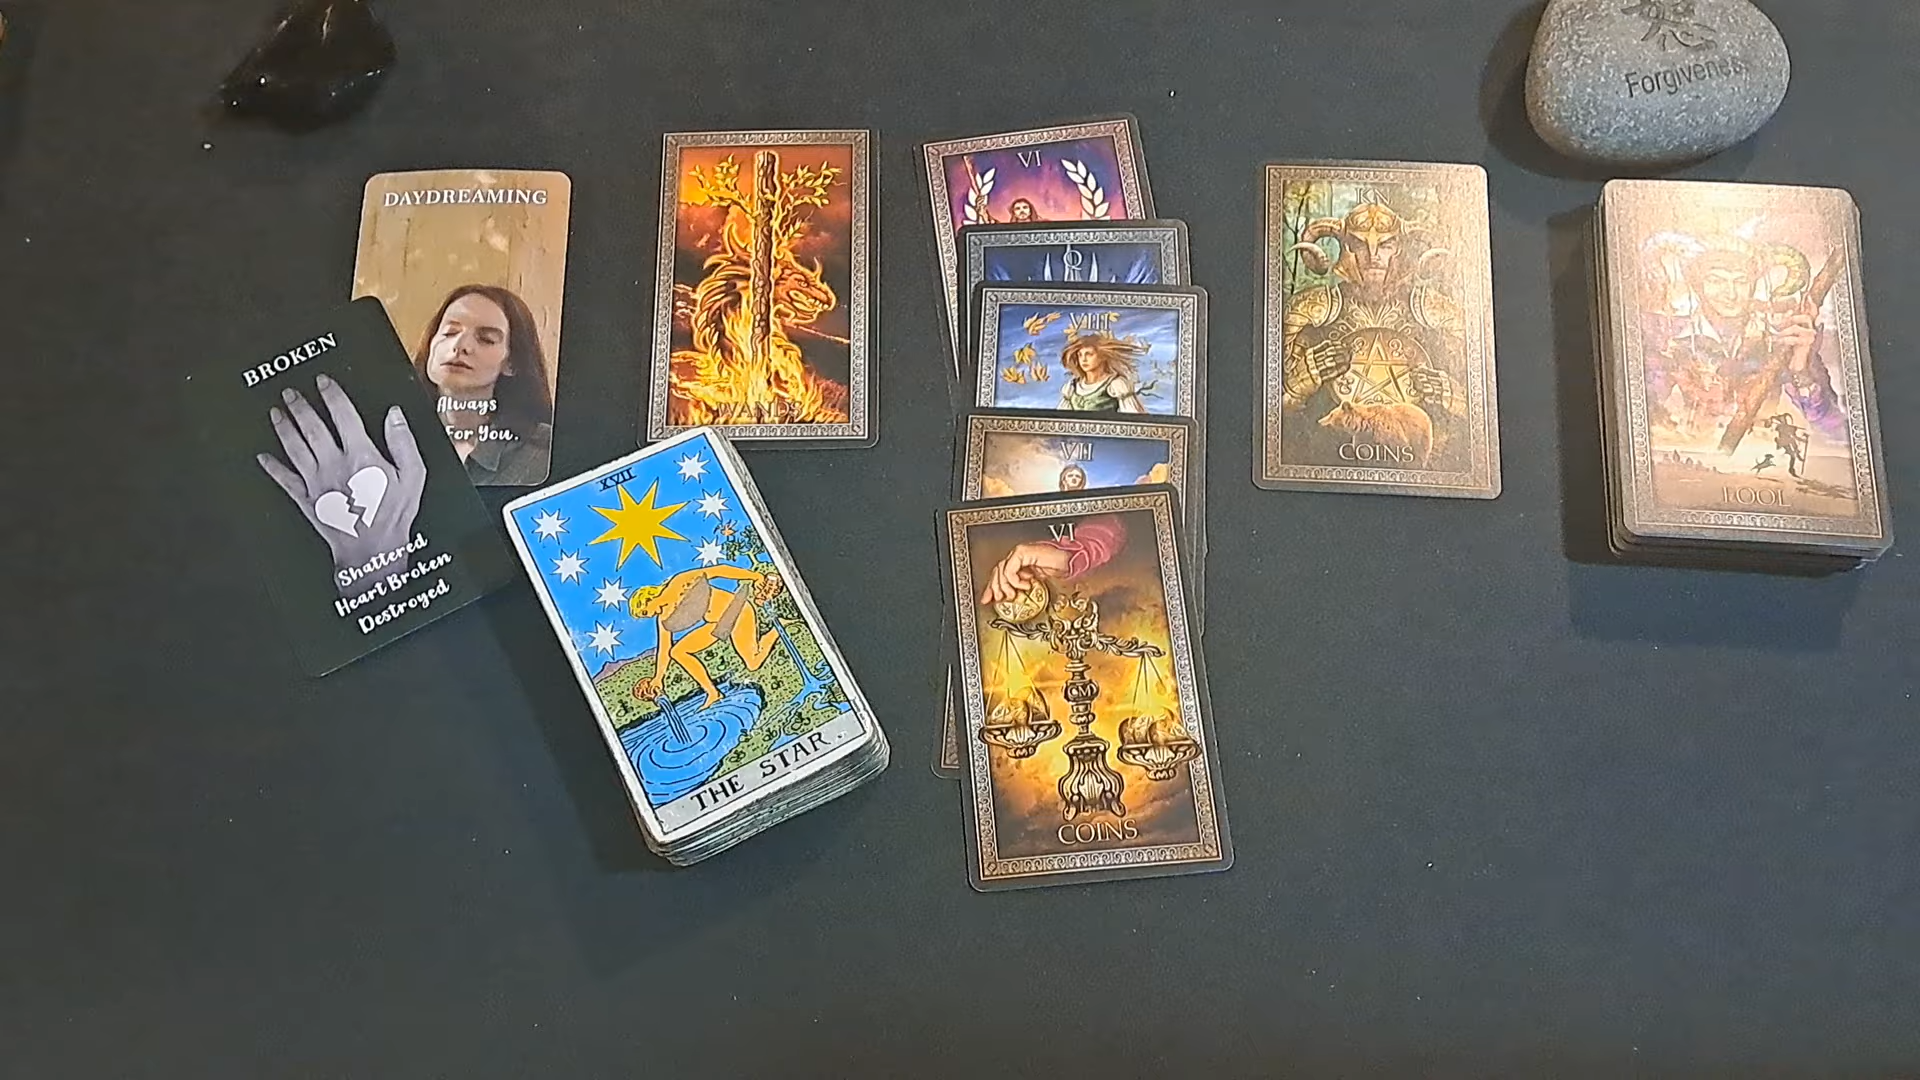 DAYDREAMING
Always
For You.
BROKEN
Shattered
Heart Broken
Destroyed
WANDS
XVII
THE STAR.
VI
Q
VIII
VII
VI
CM
COINS
KN
COINS
Forgiveness
FOOL